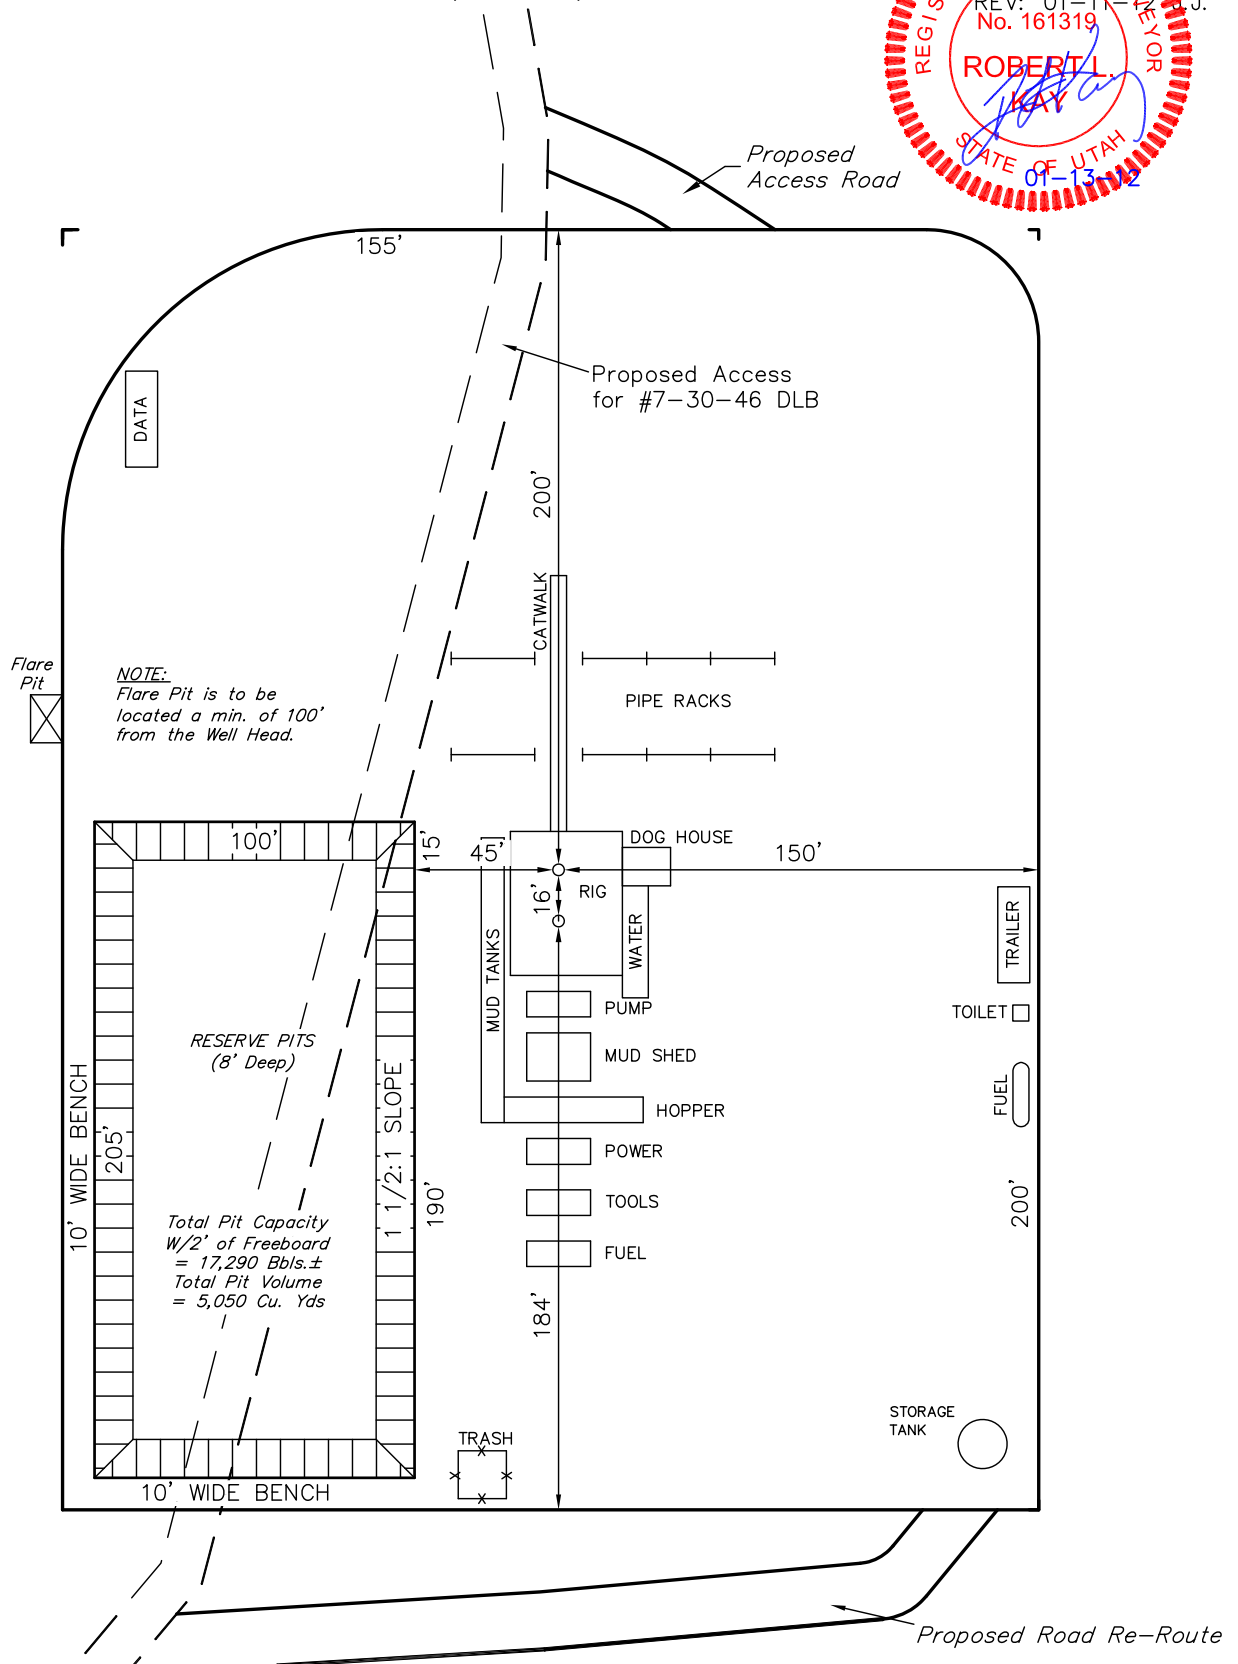 REV: 01-11-12 J.J.
REGIS
VEYOR
No. 161319
ROBERT L.
KAY
STATE OF UTAH
01-13-12
Proposed
Access Road
155'
Proposed Access
for #7-30-46 DLB
DATA
200'
CATWALK
Flare
Pit
NOTE:
Flare Pit is to be
located a min. of 100'
from the Well Head.
PIPE RACKS
100'
15'
45'
DOG HOUSE
150'
16'
RIG
WATER
MUD TANKS
TRAILER
PUMP
TOILET
RESERVE PITS
(8' Deep)
MUD SHED
FUEL
10' WIDE BENCH
205'
1 1/2:1 SLOPE
HOPPER
POWER
190'
TOOLS
200'
Total Pit Capacity
W/2' of Freeboard
= 17,290 Bbls.±
Total Pit Volume
= 5,050 Cu. Yds
FUEL
184'
STORAGE
TANK
TRASH
10' WIDE BENCH
Proposed Road Re-Route